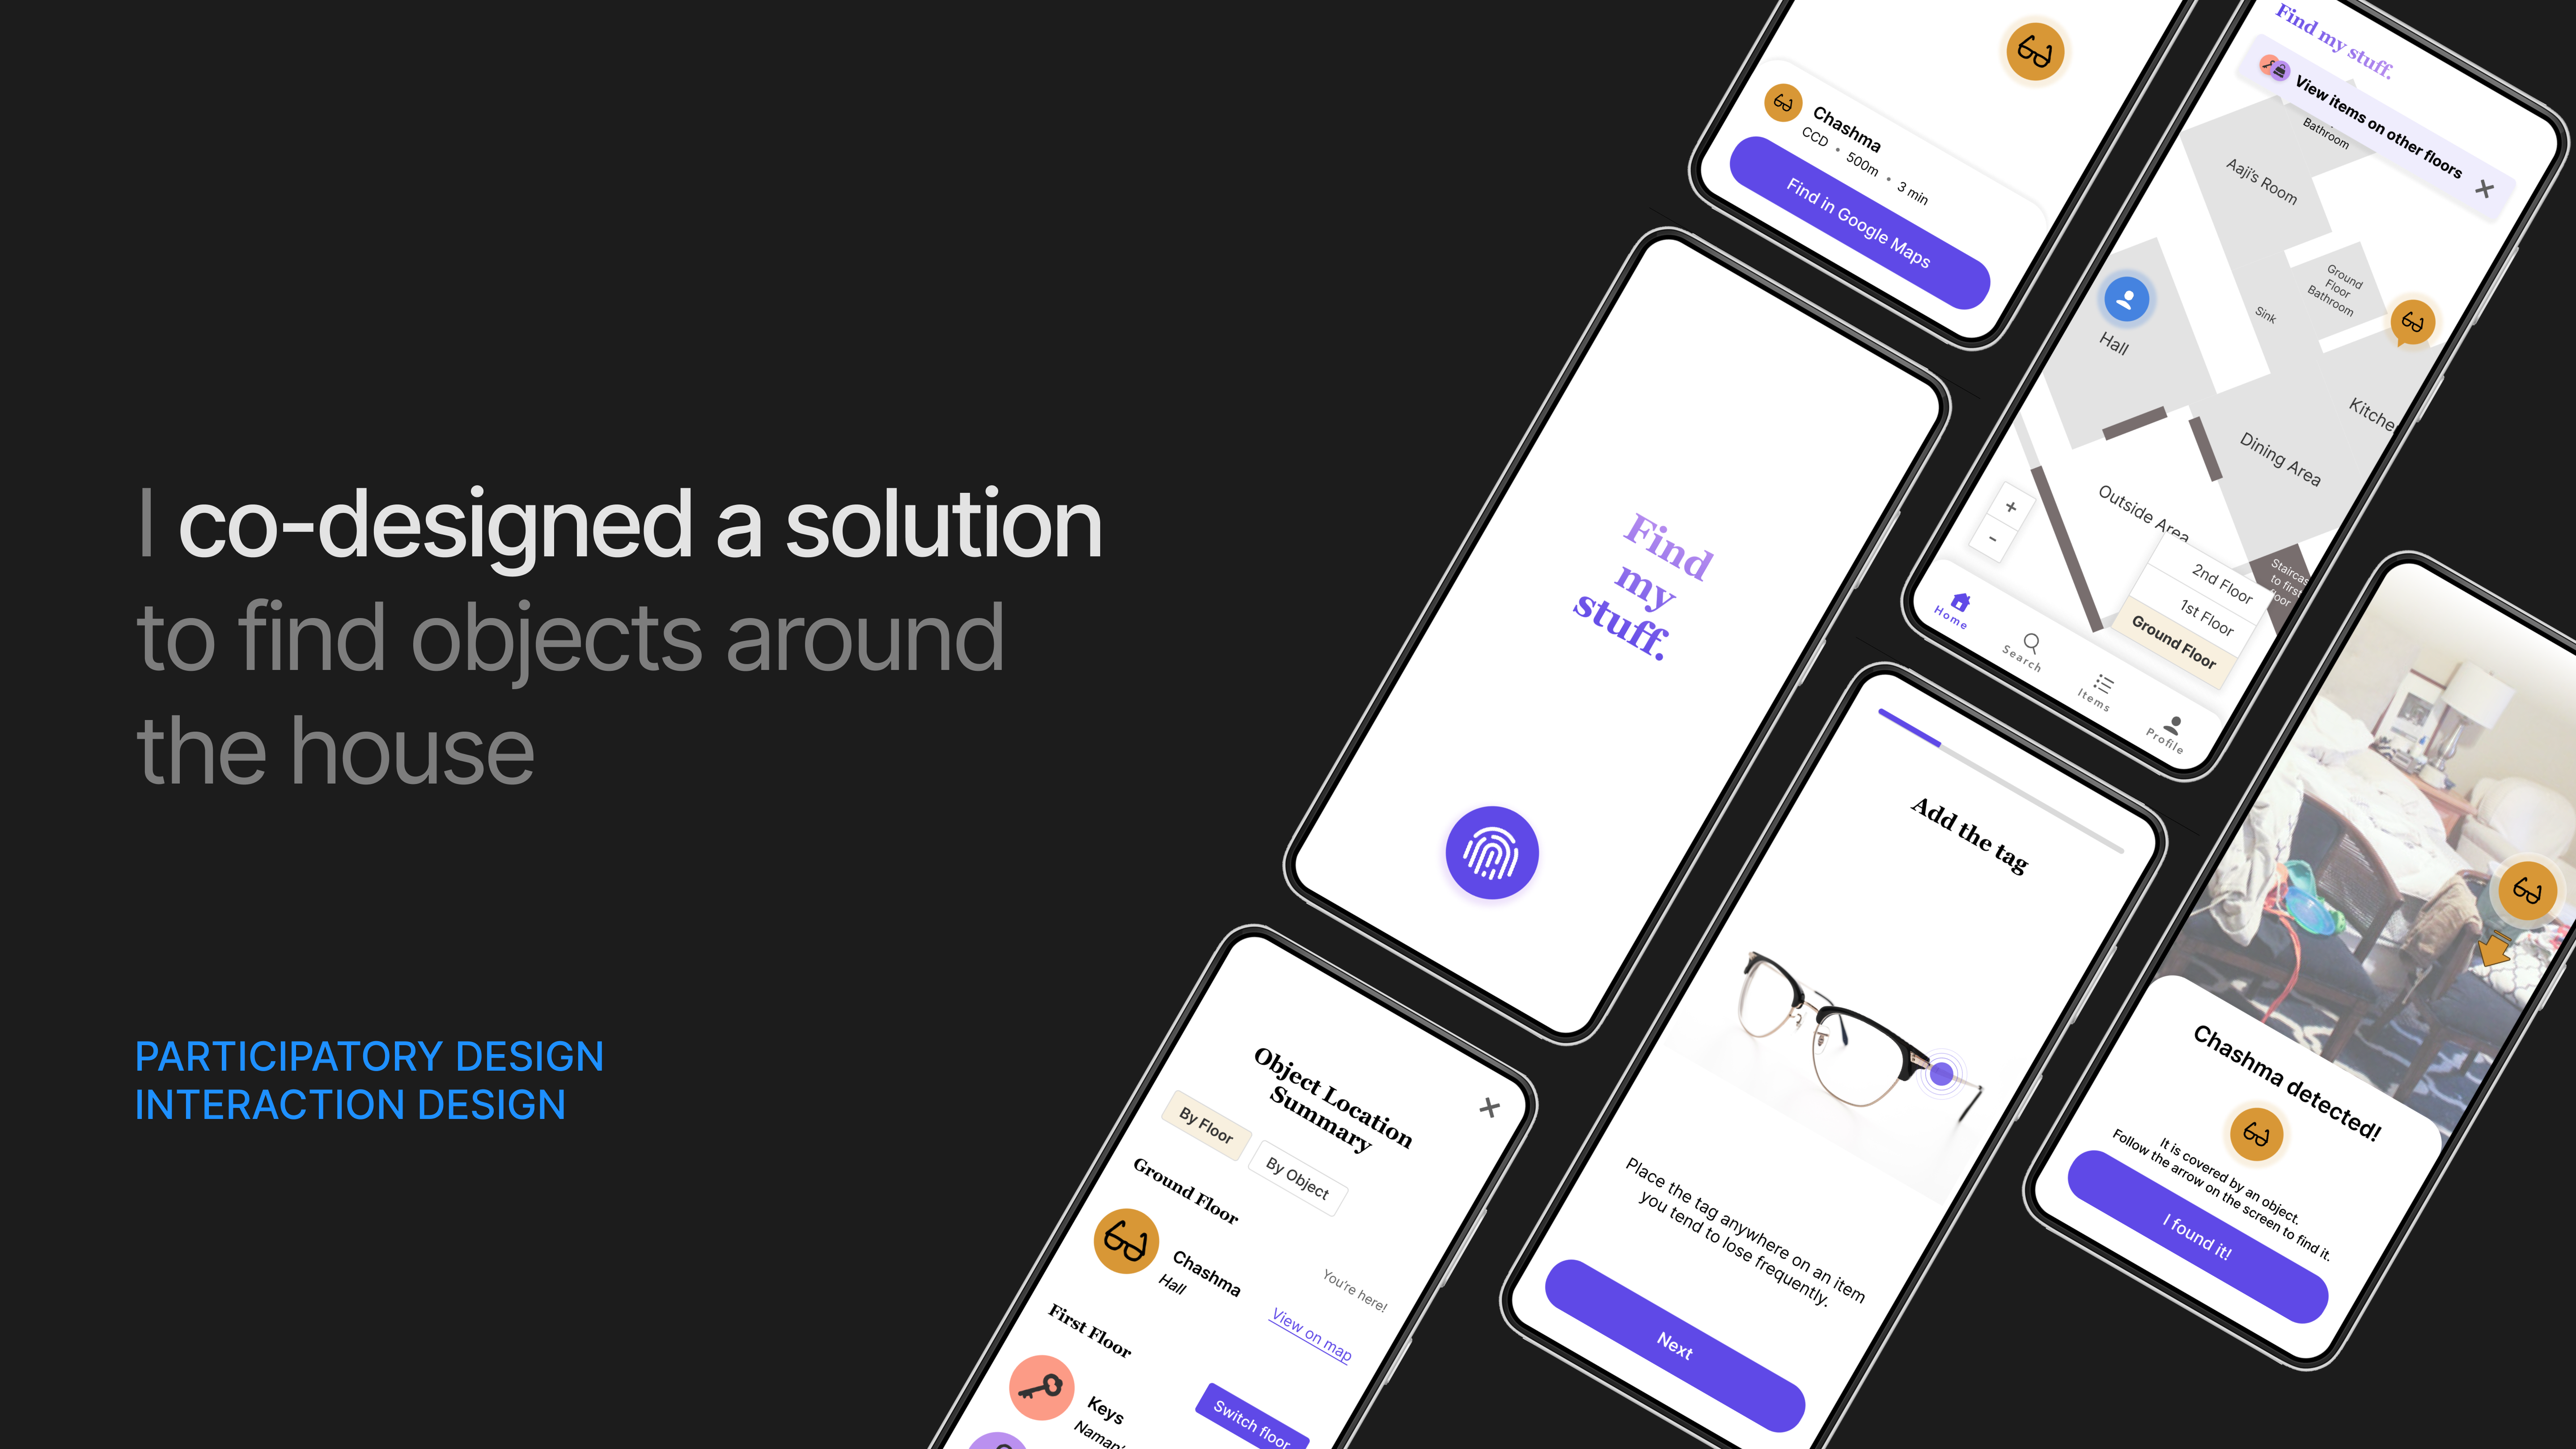 I co-designed a solution
to find objects around
the house
PARTICIPATORY DESIGN
INTERACTION DESIGN
Chashma
CCD • 500m • 3 min
Find in Google Maps
Find my stuff.
View items on other floors
Bathroom
Aaji's Room
Ground
Floor
Bathroom
Sink
Hall
Kitche
Dining Area
Outside Area
Staircas
to first
floor
+
-
2nd Floor
1st Floor
Ground Floor
Home
Search
Items
Profile
Find
my
stuff.
Add the tag
Place the tag anywhere on an item
you tend to lose frequently.
Next
Chashma detected!
It is covered by an object.
Follow the arrow on the screen to find it.
I found it!
Object Location
Summary
By Floor
By Object
Ground Floor
You're here!
Chashma
Hall
View on map
First Floor
Keys
Naman'
Switch floor